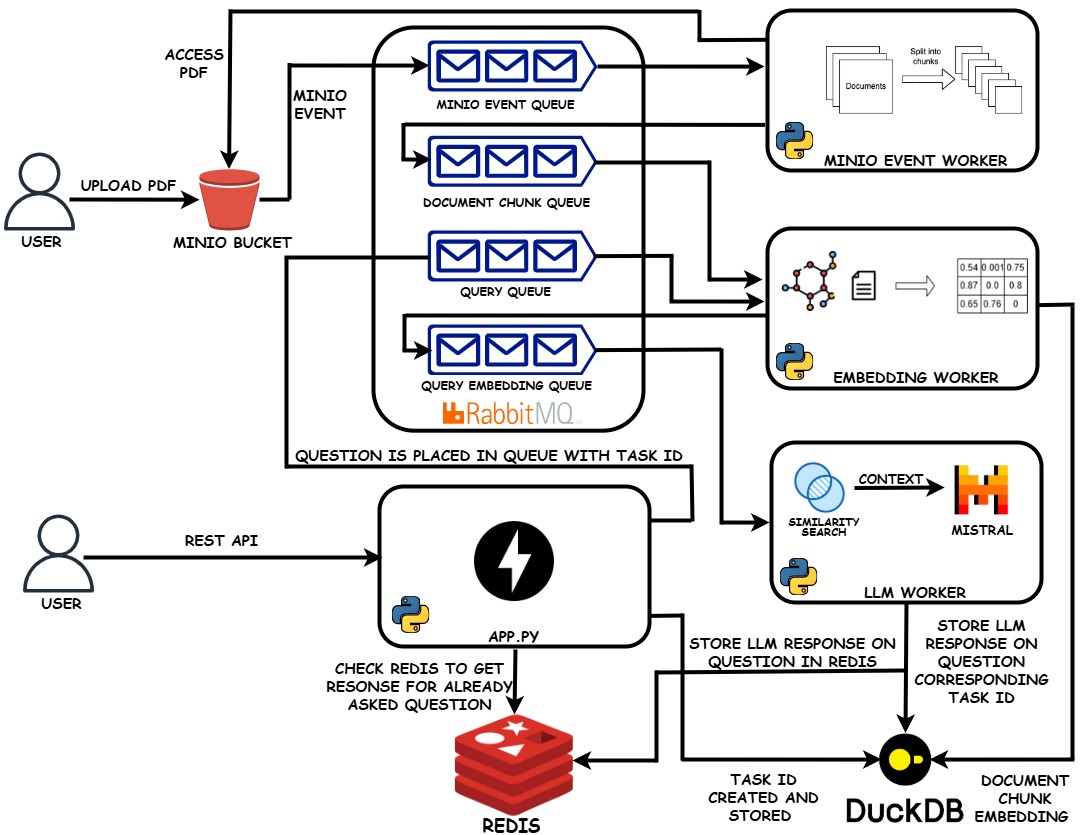 ACCESS
PDF
MINIO
EVENT
UPLOAD PDF
USER
MINIO BUCKET
MINIO EVENT QUEUE
DOCUMENT CHUNK QUEUE
QUERY QUEUE
QUERY EMBEDDING QUEUE
RabbitMQ
Documents
Split into
chunks
MINIO EVENT WORKER
0.54 0.001 0.75
0.87 0.0 0.8
0.65 0.76 0
EMBEDDING WORKER
QUESTION IS PLACED IN QUEUE WITH TASK ID
CONTEXT
SIMILARITY
SEARCH
MISTRAL
LLM WORKER
REST API
USER
APP.PY
CHECK REDIS TO GET
RESONSE FOR ALREADY
ASKED QUESTION
STORE LLM RESPONSE ON
QUESTION IN REDIS
STORE LLM
RESPONSE ON
QUESTION
CORRESPONDING
TASK ID
REDIS
TASK ID
CREATED AND
STORED
DuckDB
DOCUMENT
CHUNK
EMBEDDING